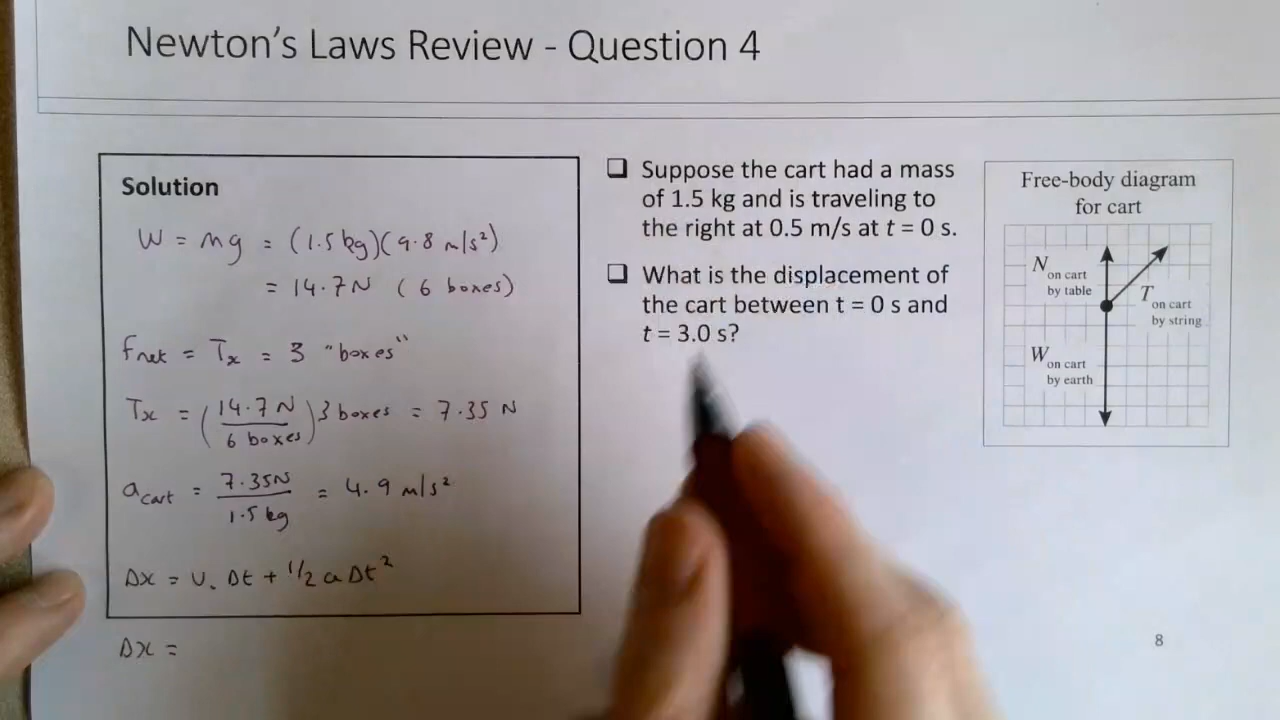 Newton's Laws Review - Question 4
Solution
W = mg = (1.5 kg)(9.8 m/s²)
= 14.7N (6 boxes)
Fnet = Tx = 3 "boxes"
Tx = (14.7 N / 6 boxes) 3 boxes = 7.35 N
acart = 7.35N / 1.5 kg = 4.9 m/s²
Δx = v₀ Δt + 1/2 a Δt²
Δx =
❑ Suppose the cart had a mass
of 1.5 kg and is traveling to
the right at 0.5 m/s at t = 0 s.
❑ What is the displacement of
the cart between t = 0 s and
t = 3.0 s?
Free-body diagram
for cart
N on cart
by table
T on cart
by string
W on cart
by earth
8